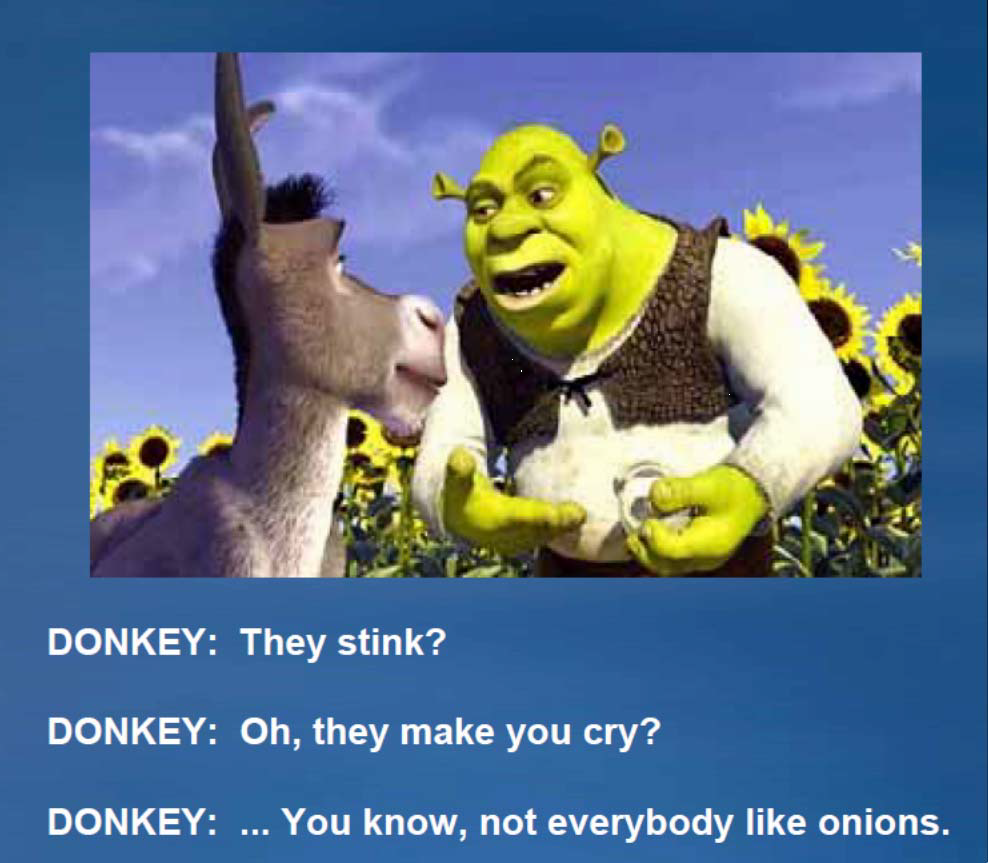 DONKEY: They stink?
DONKEY: Oh, they make you cry?
DONKEY: ... You know, not everybody like onions.